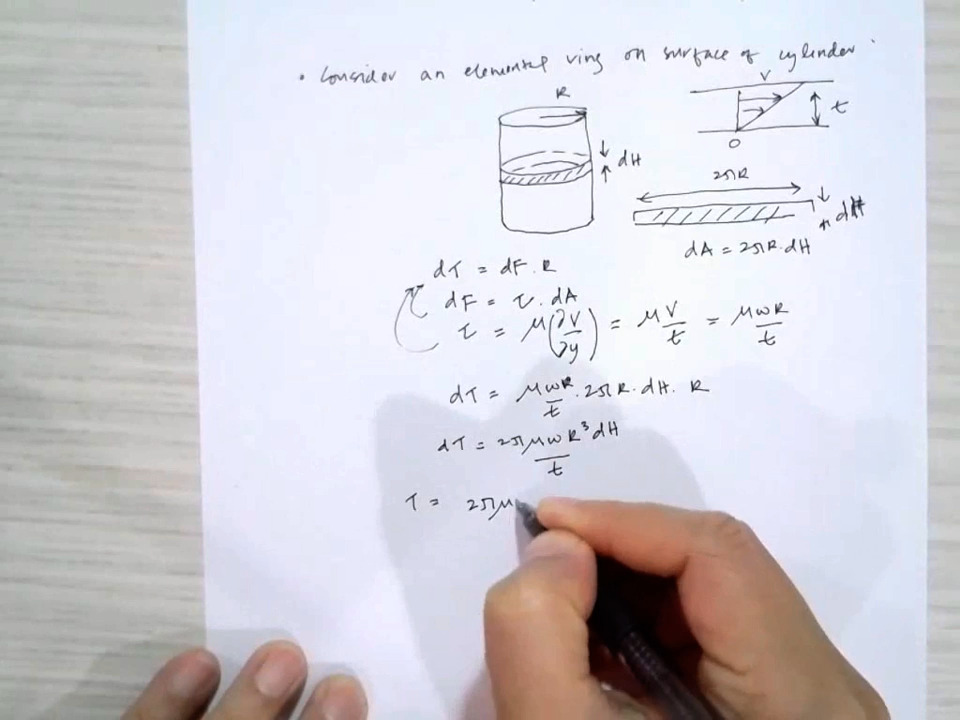 • Consider an elemental ring on surface of cylinder
R
V
t
dH
O
2πR
dH
dA = 2πR.dH
dT = dF . R
dF = τ . dA
τ = μ(∂V/∂y) = μV/t = μωR/t
dT = μωR/t . 2πR . dH . R
dT = 2πμωR³dH/t
T = 2πμ